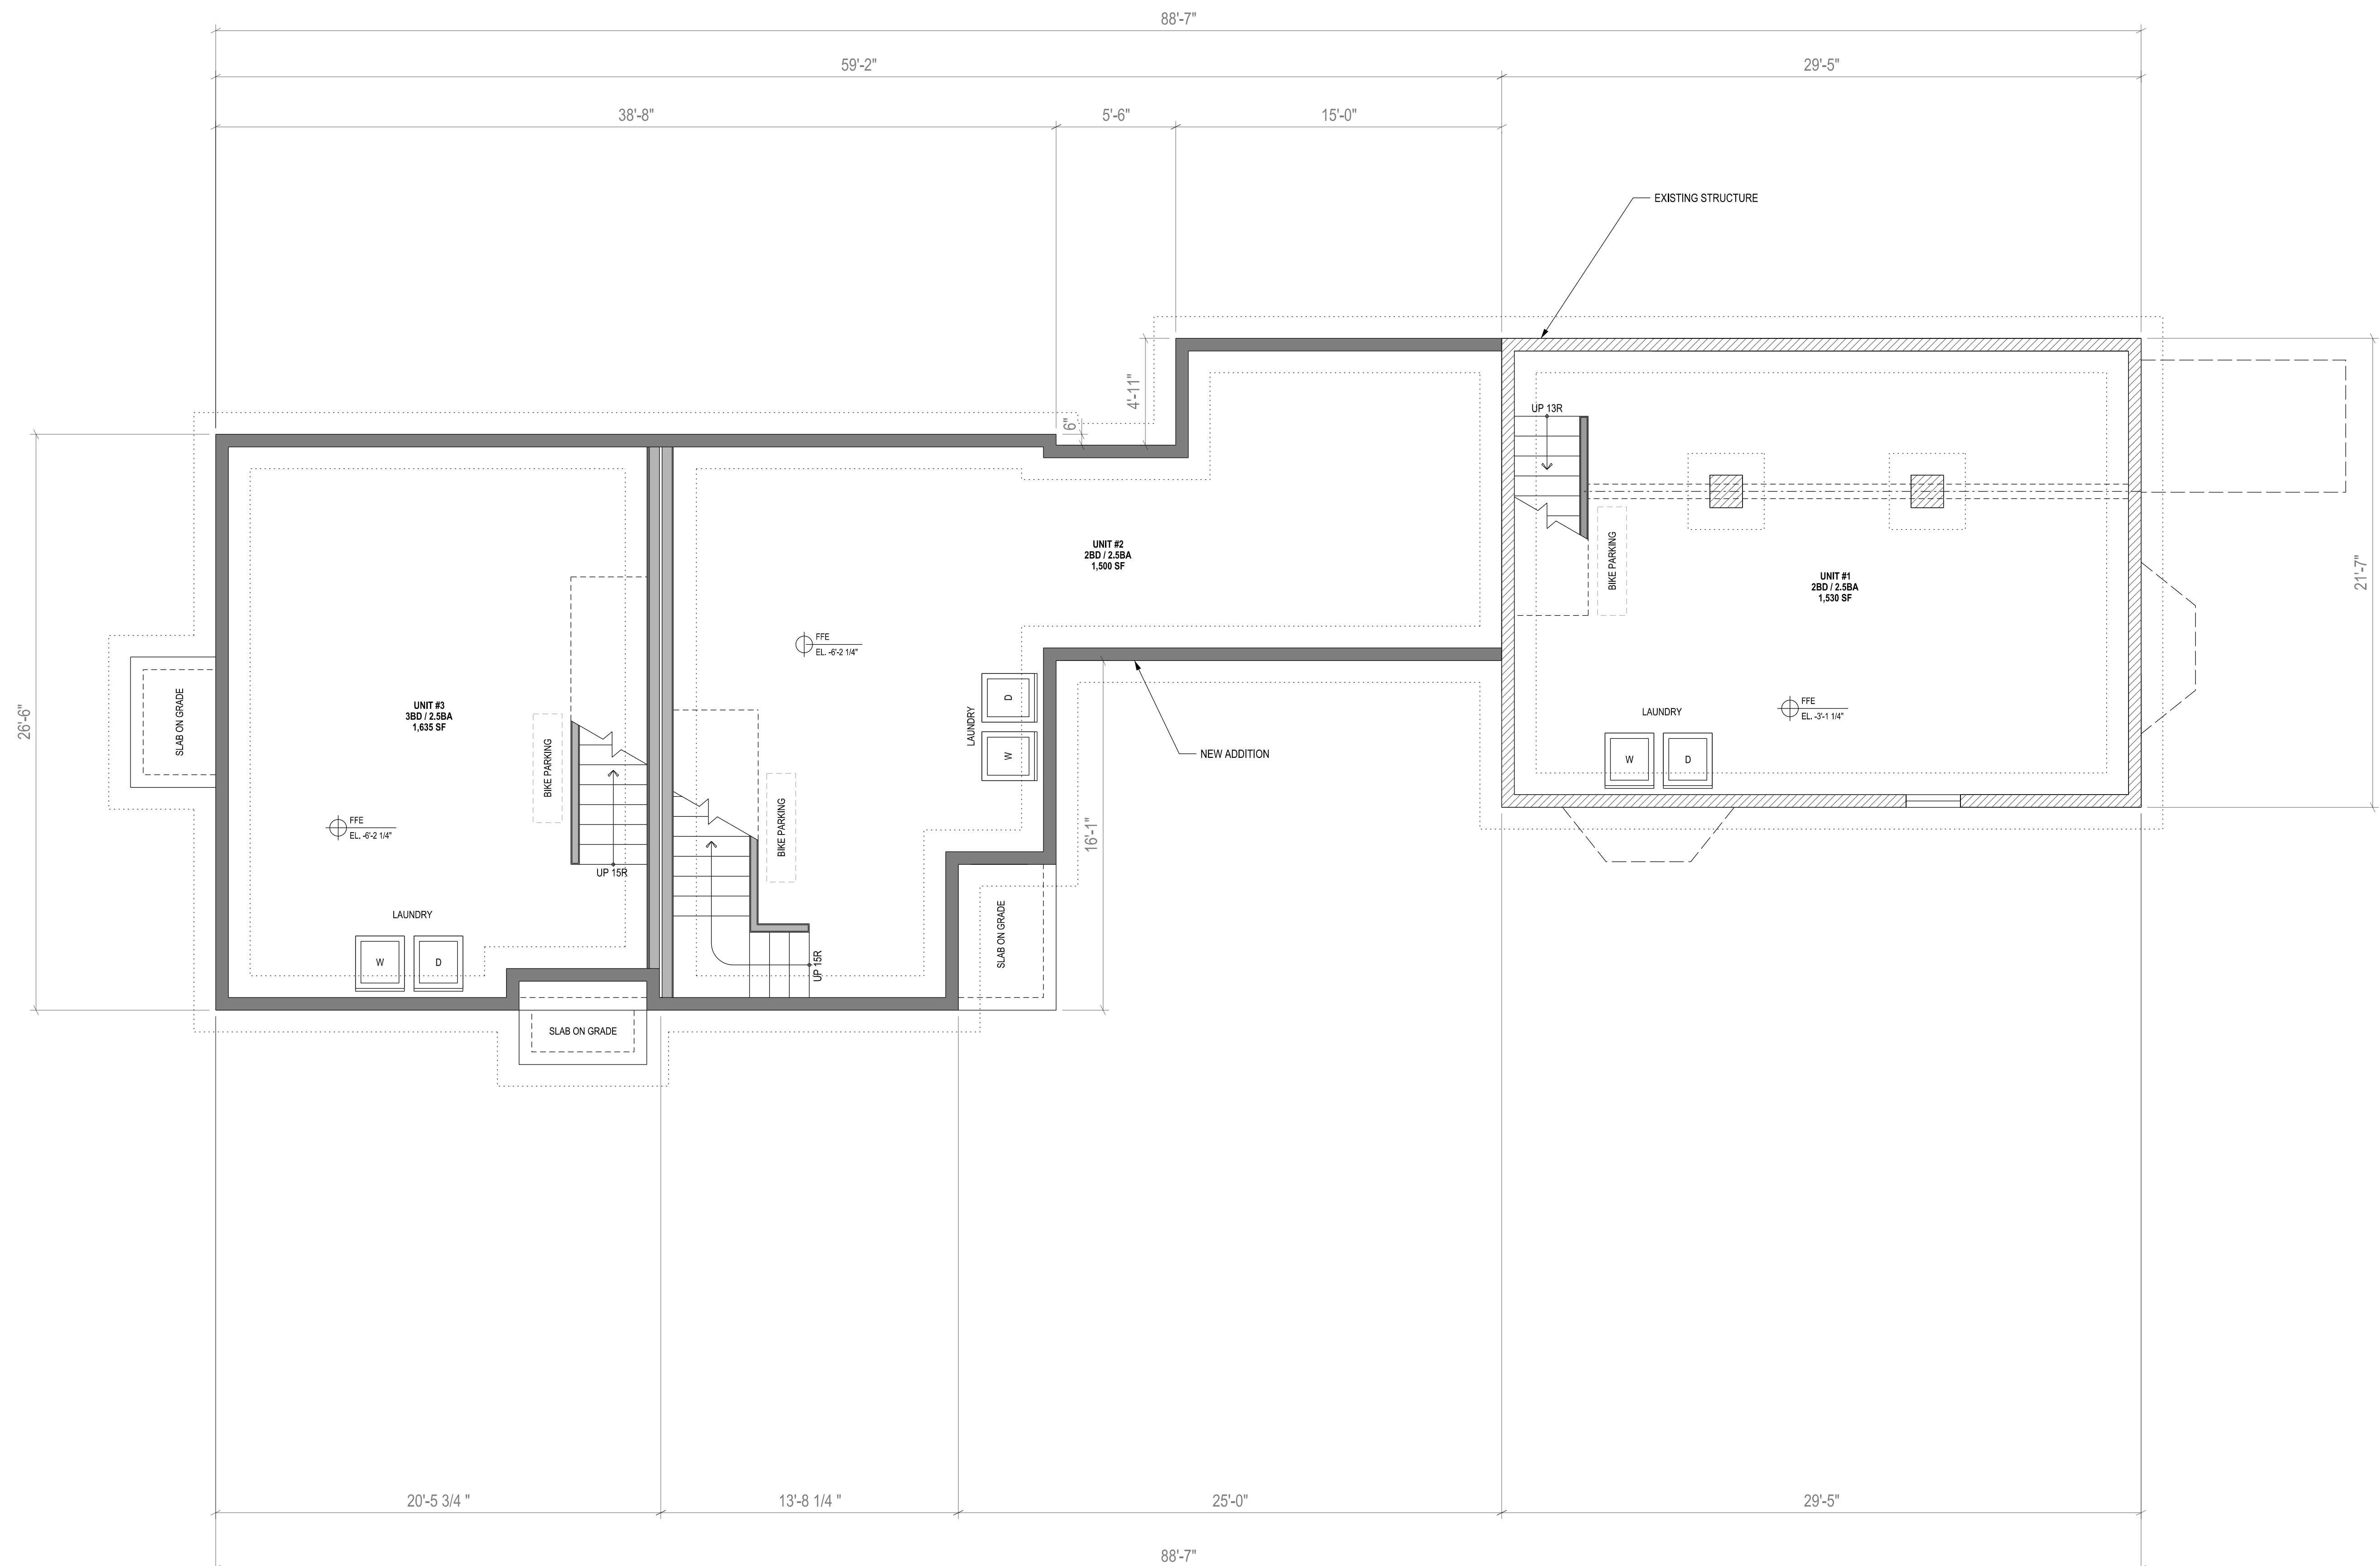 88'-7"
59'-2"
29'-5"
38'-8"
5'-6"
15'-0"
EXISTING STRUCTURE
4'-11"
6"
UP 13R
UNIT #2
2BD / 2.5BA
1,500 SF
BIKE PARKING
UNIT #1
2BD / 2.5BA
1,530 SF
21'-7"
FFE
EL. -6'-2 1/4"
26'-6"
SLAB ON GRADE
UNIT #3
3BD / 2.5BA
1,635 SF
BIKE PARKING
D
W
LAUNDRY
NEW ADDITION
LAUNDRY
W
D
FFE
EL. -3'-1 1/4"
FFE
EL. -6'-2 1/4"
BIKE PARKING
16'-1"
UP 15R
LAUNDRY
W
D
UP 15R
SLAB ON GRADE
SLAB ON GRADE
20'-5 3/4 "
13'-8 1/4 "
25'-0"
29'-5"
88'-7"